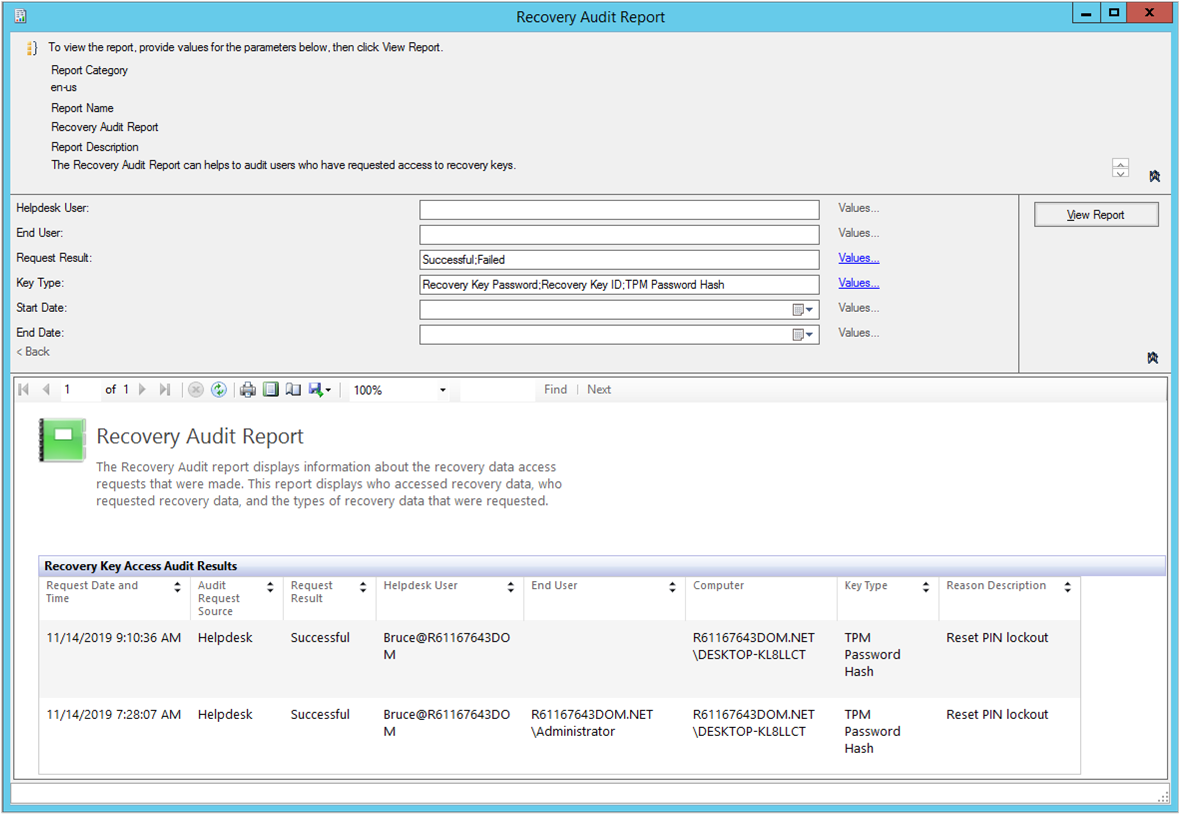 Recovery Audit Report
To view the report, provide values for the parameters below, then click View Report.
Report Category
en-us
Report Name
Recovery Audit Report
Report Description
The Recovery Audit Report can helps to audit users who have requested access to recovery keys.
Helpdesk User: Values...
End User: Values...
Request Result: Successful;Failed Values...
Key Type: Recovery Key Password;Recovery Key ID;TPM Password Hash Values...
Start Date: Values...
End Date: Values...
< Back
View Report
1 of 1 100% Find | Next
Recovery Audit Report
The Recovery Audit report displays information about the recovery data access
requests that were made. This report displays who accessed recovery data, who
requested recovery data, and the types of recovery data that were requested.
Recovery Key Access Audit Results
Request Date and Audit Request Helpdesk User End User Computer Key Type Reason Description
Time Request Result
Source
11/14/2019 9:10:36 AM Helpdesk Successful Bruce@R61167643DO R61167643DOM.NET TPM Reset PIN lockout
M \DESKTOP-KL8LLCT Password
Hash
11/14/2019 7:28:07 AM Helpdesk Successful Bruce@R61167643DO R61167643DOM.NET R61167643DOM.NET TPM Reset PIN lockout
M \Administrator \DESKTOP-KL8LLCT Password
Hash